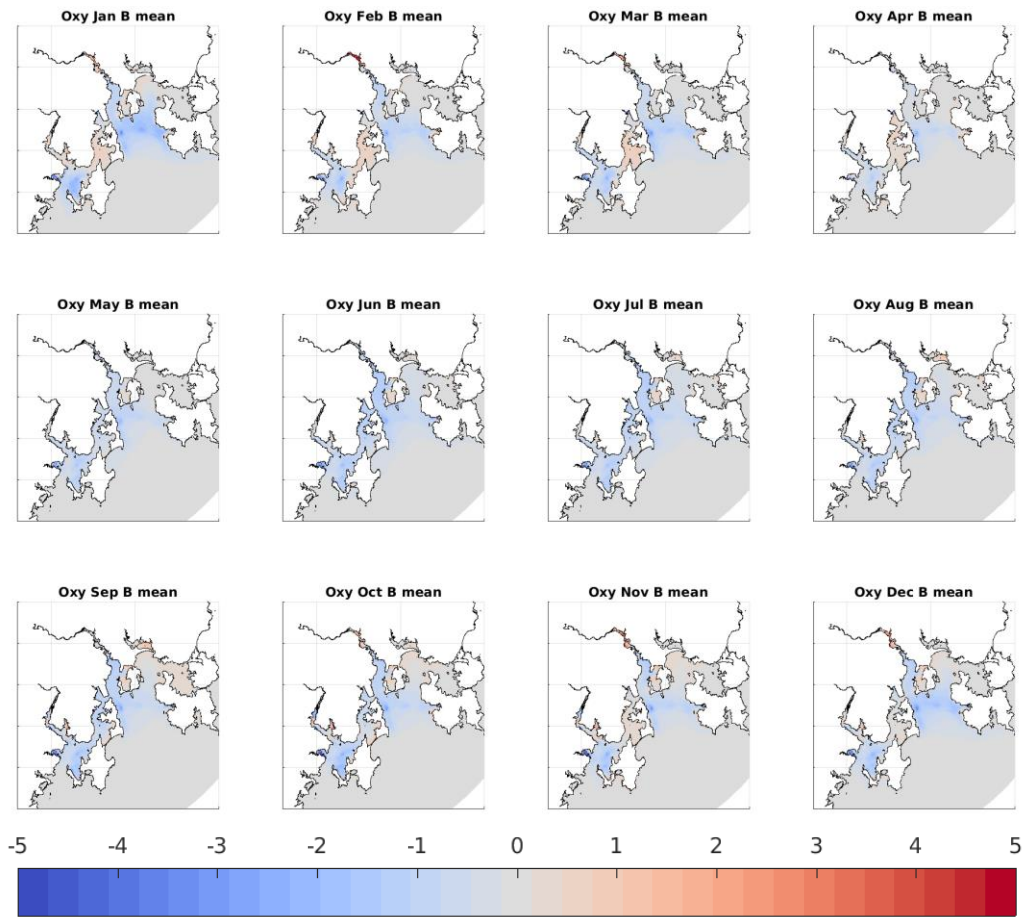 Oxy Jan B mean Oxy Feb B mean Oxy Mar B mean Oxy Apr B mean
Oxy May B mean Oxy Jun B mean Oxy Jul B mean Oxy Aug B mean
Oxy Sep B mean Oxy Oct B mean Oxy Nov B mean Oxy Dec B mean
-5 -4 -3 -2 -1 0 1 2 3 4 5